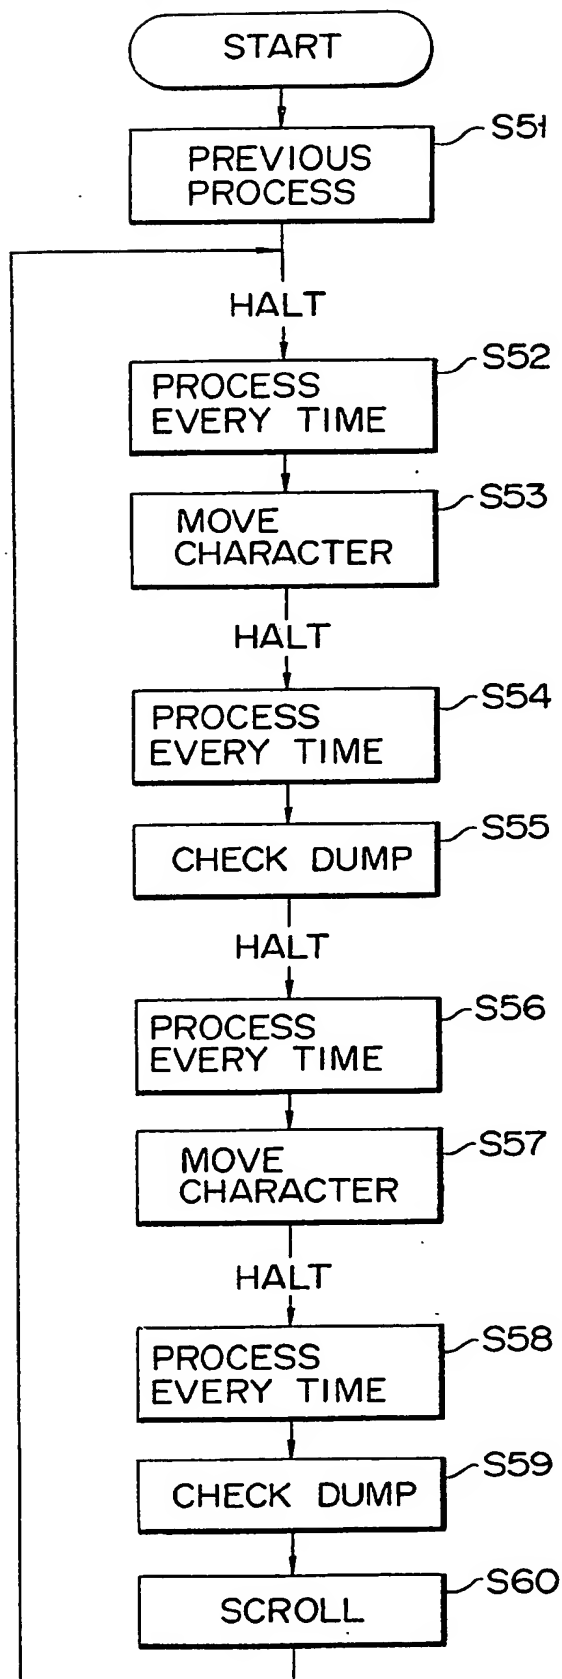 START
S51
PREVIOUS
PROCESS
HALT
S52
PROCESS
EVERY TIME
S53
MOVE
CHARACTER
HALT
S54
PROCESS
EVERY TIME
S55
CHECK DUMP
HALT
S56
PROCESS
EVERY TIME
S57
MOVE
CHARACTER
HALT
S58
PROCESS
EVERY TIME
S59
CHECK DUMP
S60
SCROLL